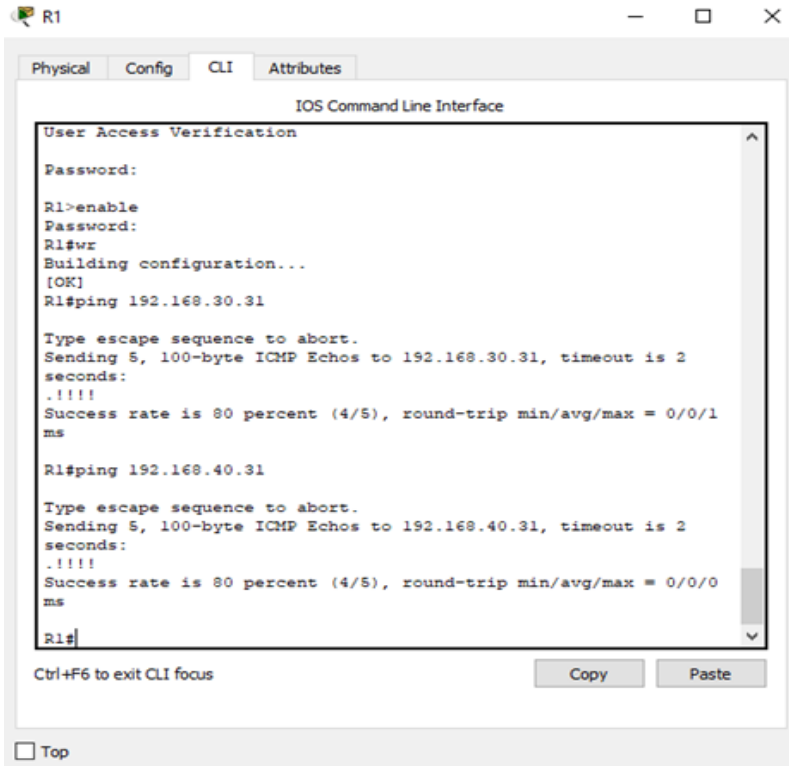 R1
Physical Config CLI Attributes
IOS Command Line Interface
User Access Verification
Password:
R1>enable
Password:
R1#wr
Building configuration...
[OK]
R1#ping 192.168.30.31
Type escape sequence to abort.
Sending 5, 100-byte ICMP Echos to 192.168.30.31, timeout is 2
seconds:
.!!!!
Success rate is 80 percent (4/5), round-trip min/avg/max = 0/0/1
ms
R1#ping 192.168.40.31
Type escape sequence to abort.
Sending 5, 100-byte ICMP Echos to 192.168.40.31, timeout is 2
seconds:
.!!!!
Success rate is 80 percent (4/5), round-trip min/avg/max = 0/0/0
ms
R1#
Ctrl+F6 to exit CLI focus Copy Paste
Top